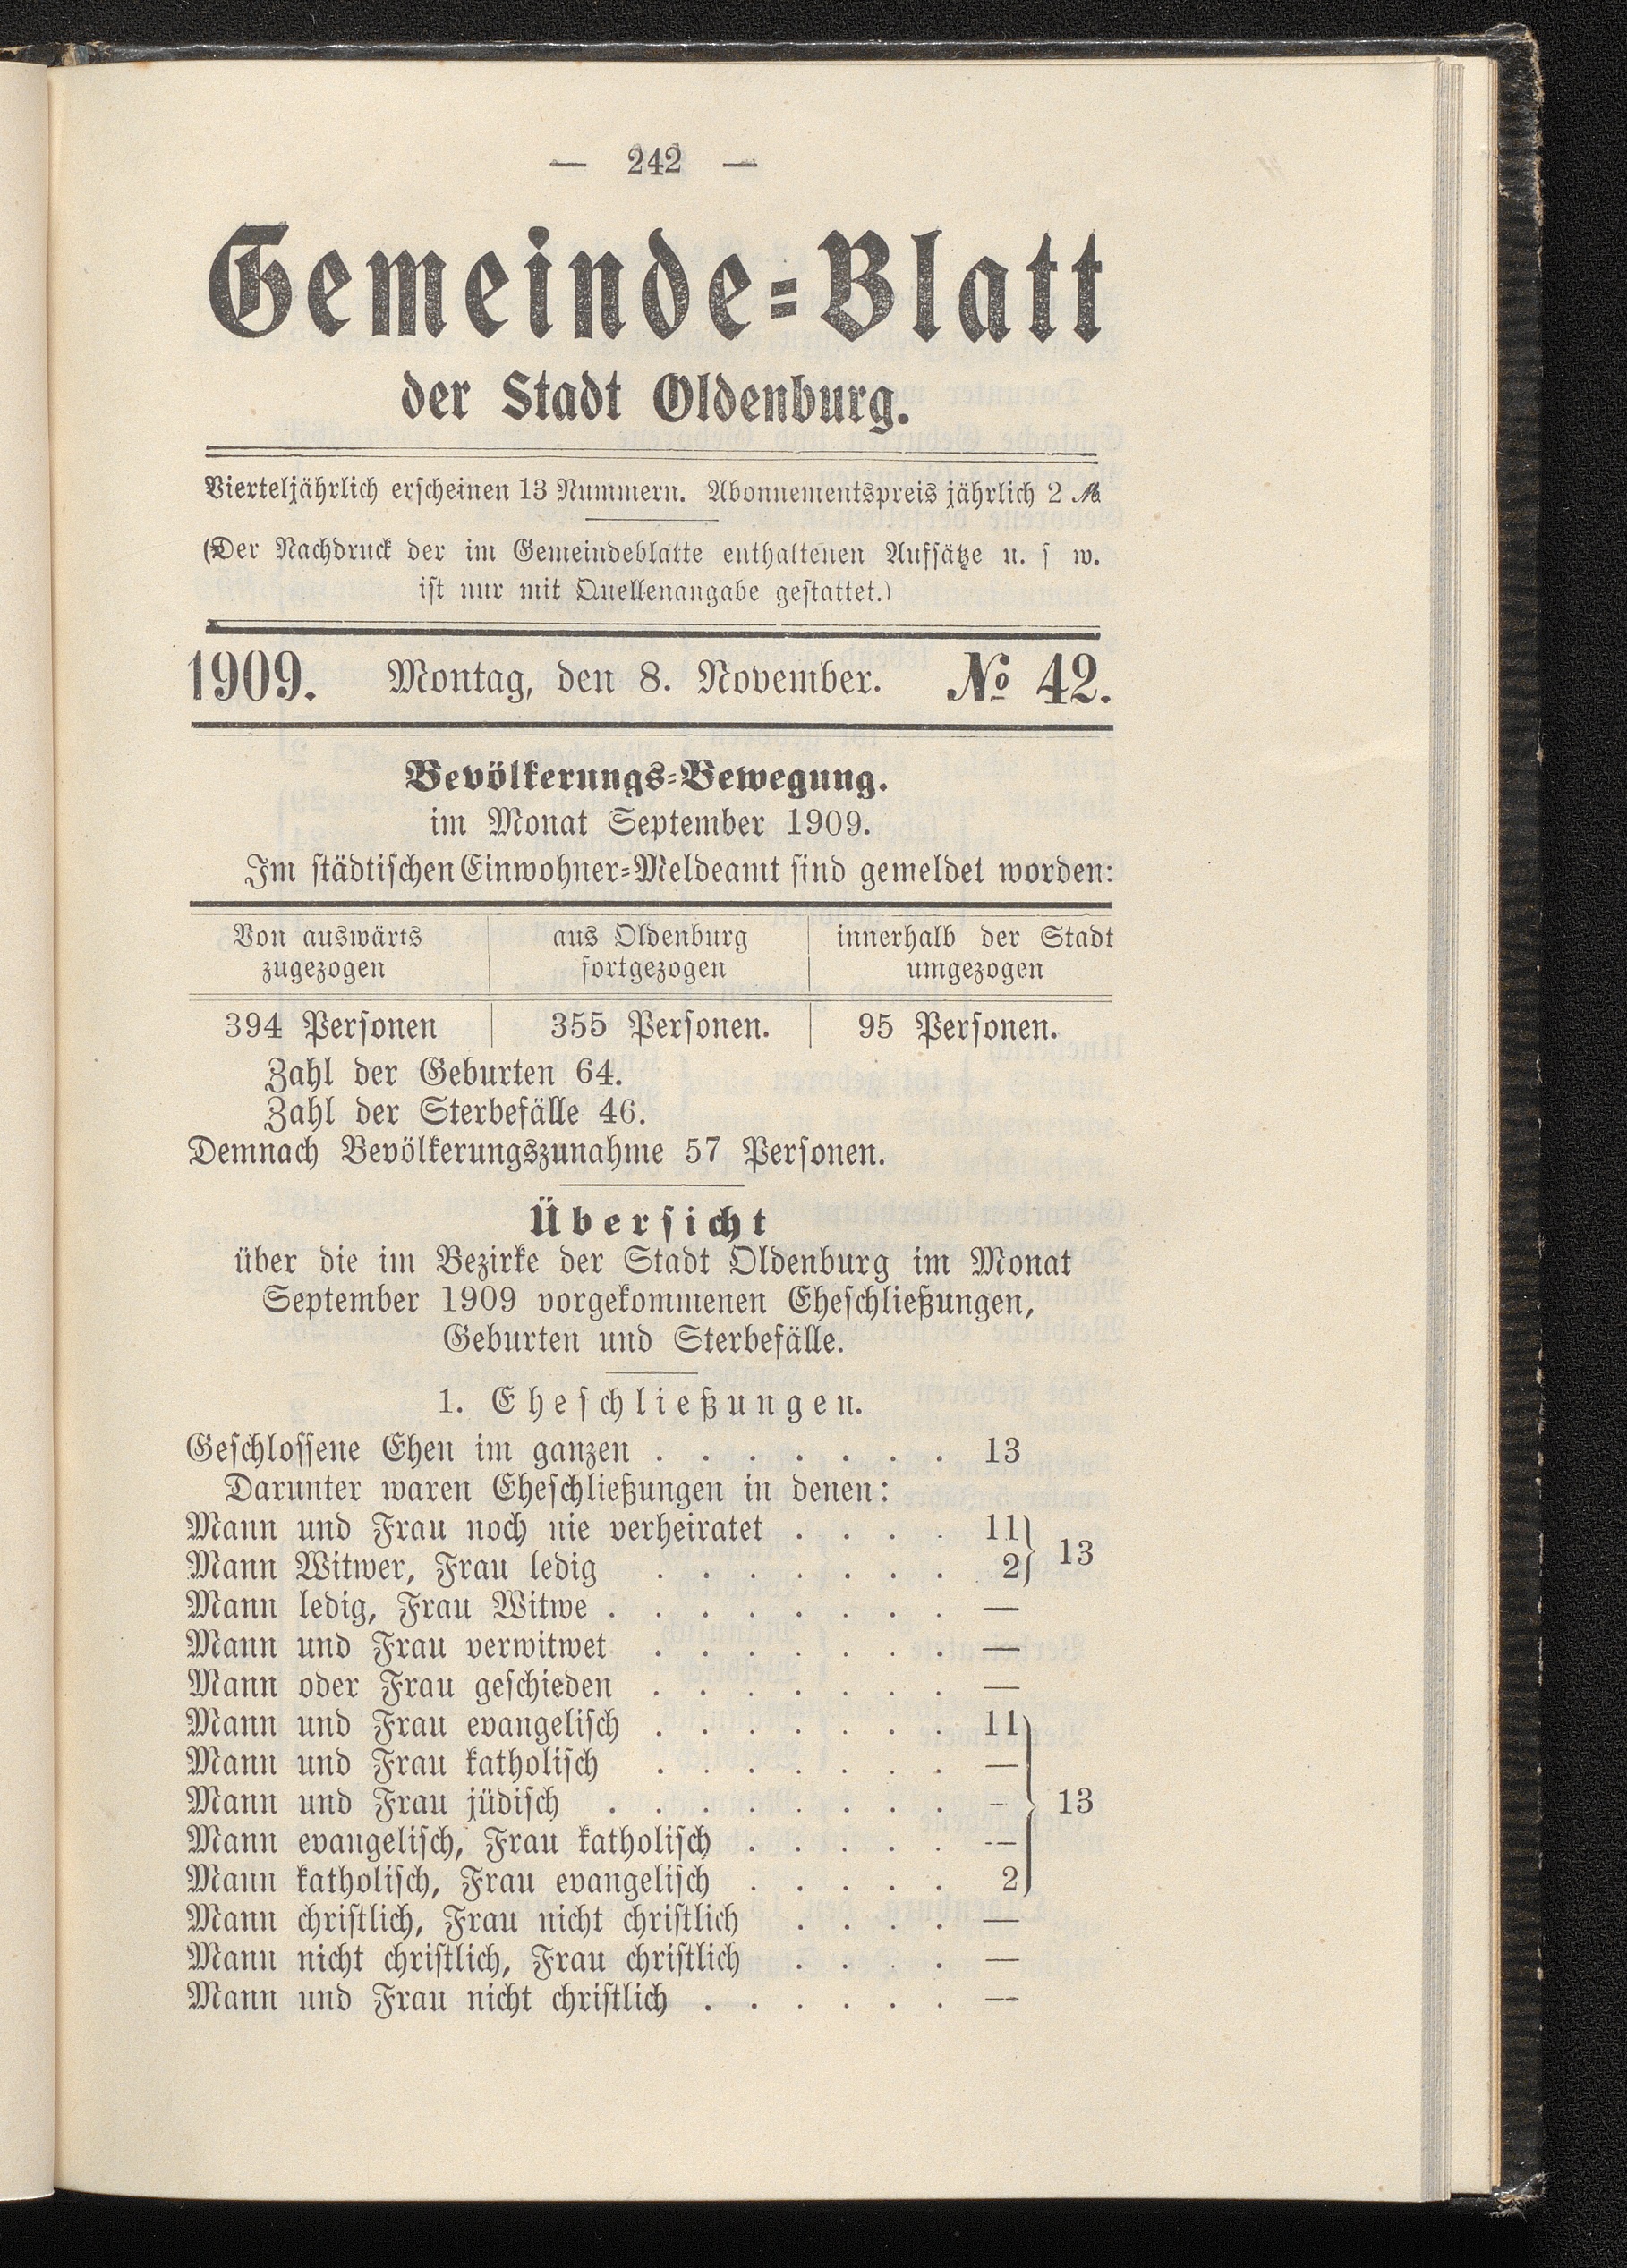 — 242 —
Gemeinde=Blatt
der Stadt Oldenburg.
Vierteljährlich erscheinen 13 Nummern. Abonnementspreis jährlich 2 ℳ
(Der Nachdruck der im Gemeindeblatte enthaltenen Aufsätze u. s w.
ist nur mit Quellenangabe gestattet.)
1909. Montag, den 8. November. № 42.
Bevölkerungs=Bewegung.
im Monat September 1909.
Im städtischen Einwohner=Meldeamt sind gemeldet worden:
Von auswärts aus Oldenburg innerhalb der Stadt
zugezogen fortgezogen umgezogen
394 Personen 355 Personen. 95 Personen.
Zahl der Geburten 64.
Zahl der Sterbefälle 46.
Demnach Bevölkerungszunahme 57 Personen.
Übersicht
über die im Bezirke der Stadt Oldenburg im Monat
September 1909 vorgekommenen Eheschließungen,
Geburten und Sterbefälle.
1. Eheschließungen.
Geschlossene Ehen im ganzen . . . . . . . 13
Darunter waren Eheschließungen in denen:
Mann und Frau noch nie verheiratet . . . . 11 } 13
Mann Witwer, Frau ledig . . . . . . . 2
Mann ledig, Frau Witwe . . . . . . . . —
Mann und Frau verwitwet . . . . . . . —
Mann oder Frau geschieden . . . . . . . —
Mann und Frau evangelisch . . . . . . . 11
Mann und Frau katholisch . . . . . . . —
Mann und Frau jüdisch . . . . . . . . - } 13
Mann evangelisch, Frau katholisch . . . . . —
Mann katholisch, Frau evangelisch . . . . . 2
Mann christlich, Frau nicht christlich . . . . —
Mann nicht christlich, Frau christlich . . . . —
Mann und Frau nicht christlich . . . . . . —